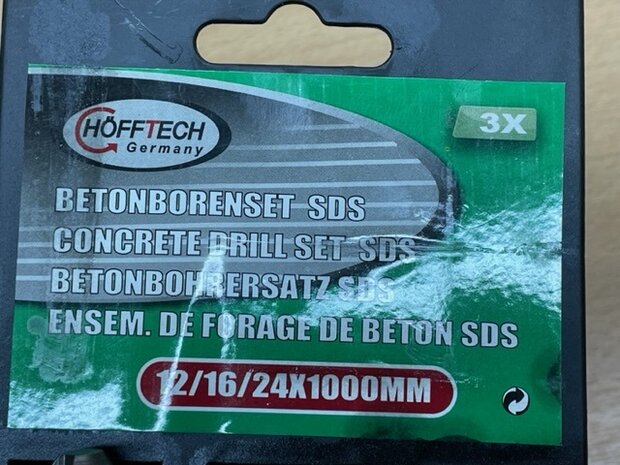 HÖFFTECH
Germany
3X
BETONBORENSET SDS
CONCRETE DRILL SET SDS
BETONBOHRERSATZ SDS
ENSEM. DE FORAGE DE BETON SDS
12/16/24X1000MM